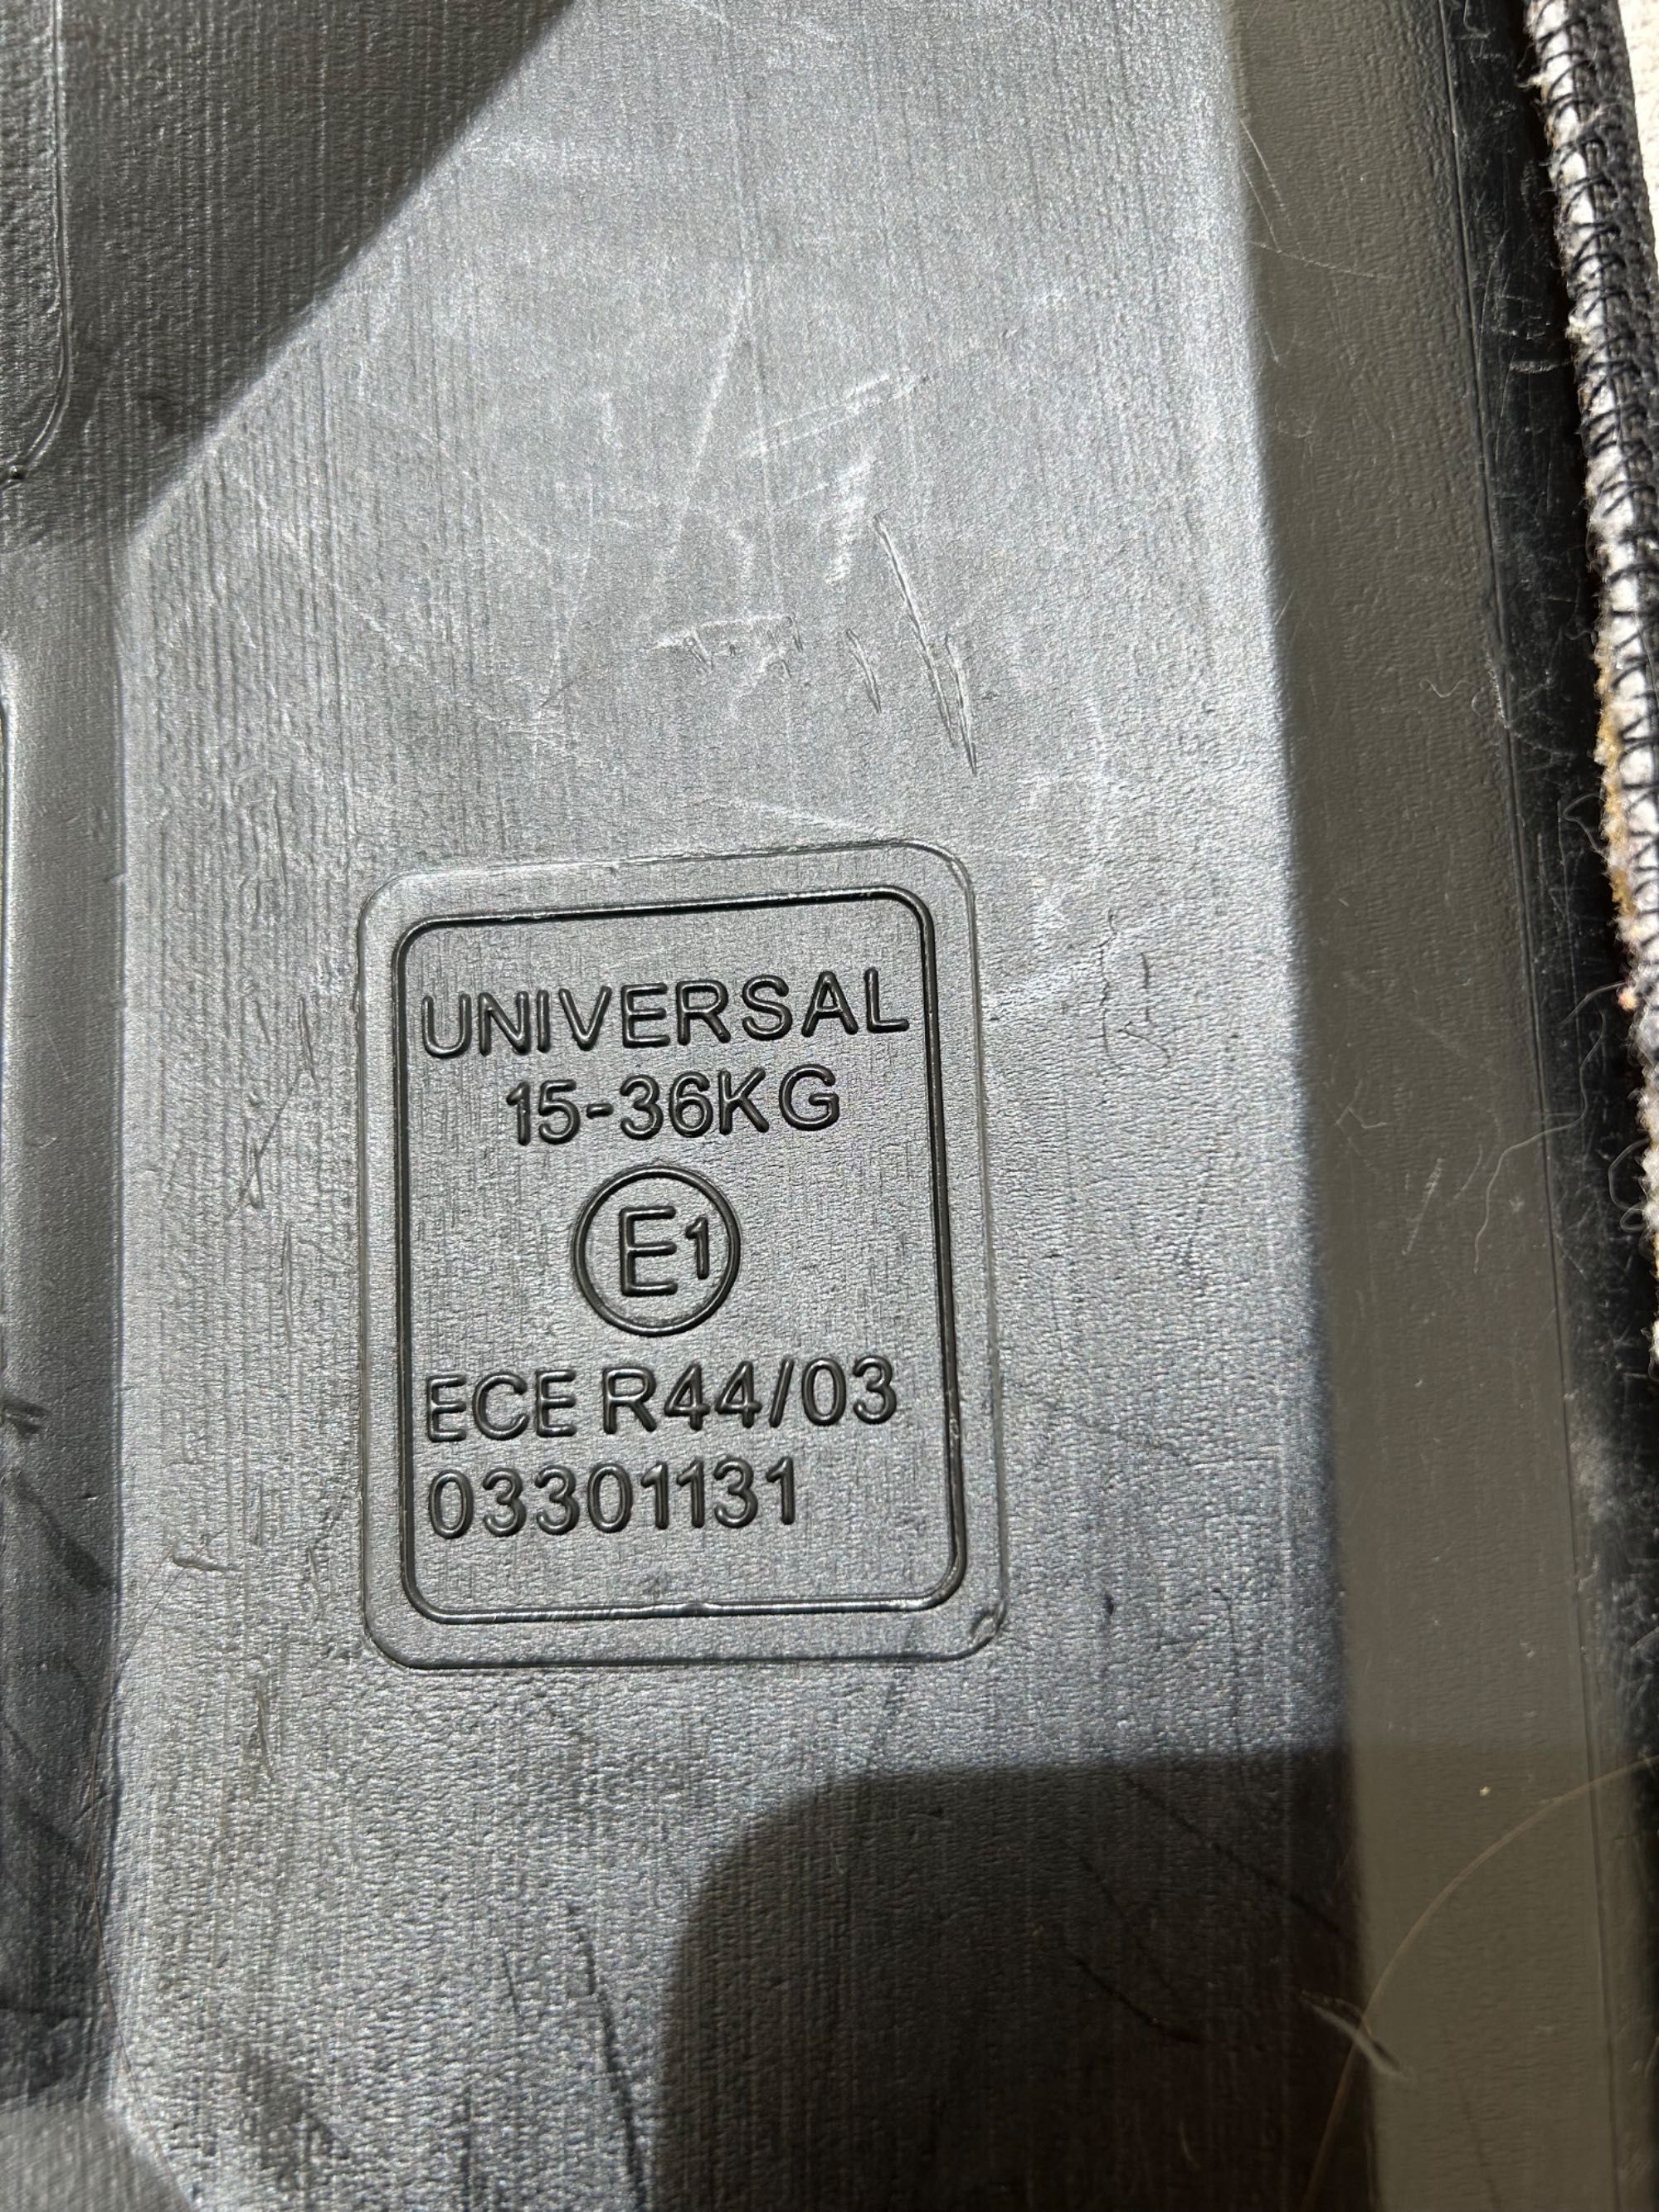 UNIVERSAL
15-36KG
E1
ECE R44/03
03301131